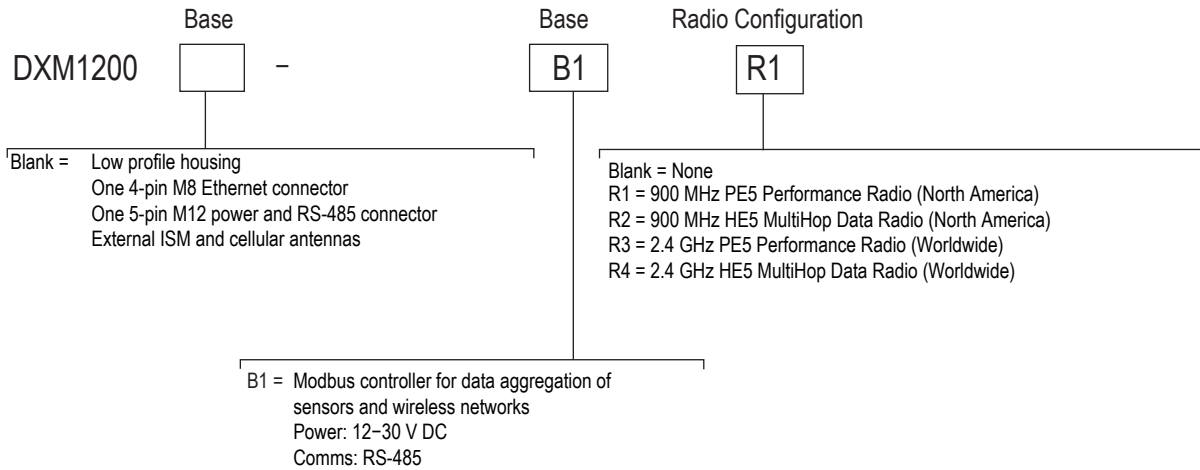 Base Base Radio Configuration
DXM1200 – B1 R1
Blank = Low profile housing
One 4-pin M8 Ethernet connector
One 5-pin M12 power and RS-485 connector
External ISM and cellular antennas
Blank = None
R1 = 900 MHz PE5 Performance Radio (North America)
R2 = 900 MHz HE5 MultiHop Data Radio (North America)
R3 = 2.4 GHz PE5 Performance Radio (Worldwide)
R4 = 2.4 GHz HE5 MultiHop Data Radio (Worldwide)
B1 = Modbus controller for data aggregation of
sensors and wireless networks
Power: 12–30 V DC
Comms: RS-485